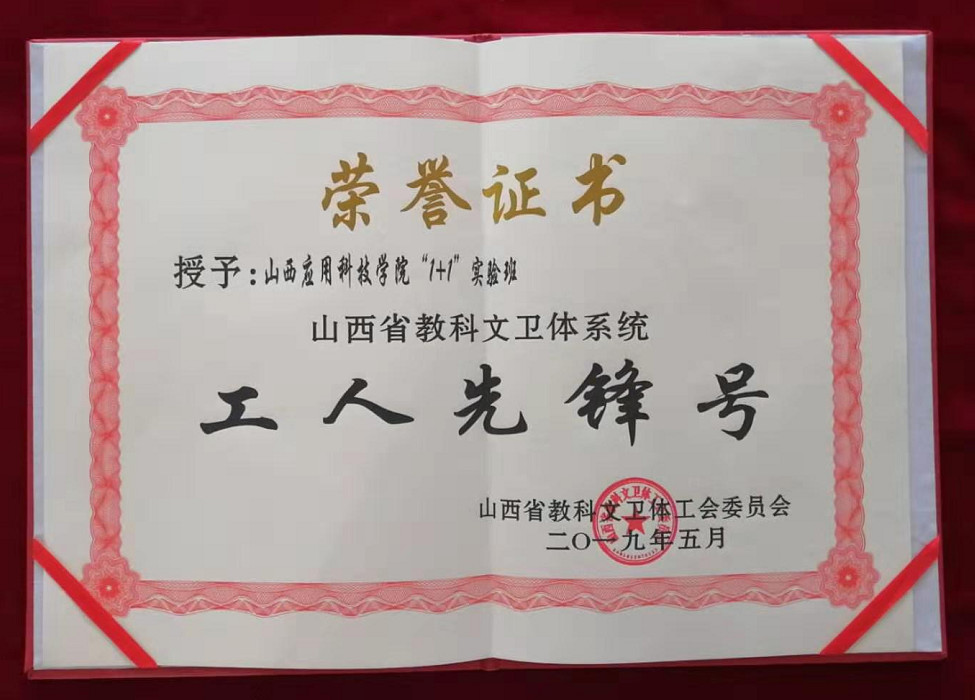 荣誉证书
授予:山西应用科技学院“1+1”实验班
山西省教科文卫体系统
工人先锋号
山西省教科文卫体工会委员会
二〇一九年五月